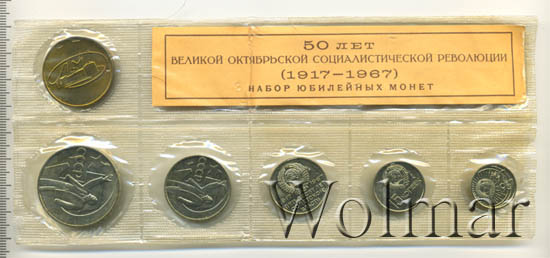 50 ЛЕТ
ВЕЛИКОЙ ОКТЯБРЬСКОЙ СОЦИАЛИСТИЧЕСКОЙ РЕВОЛЮЦИИ
(1917–1967)
НАБОР ЮБИЛЕЙНЫХ МОНЕТ
Wolmar